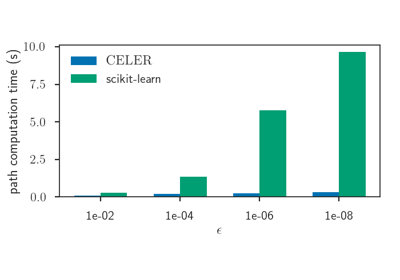 path computation time (s)
10.0
7.5
5.0
2.5
0.0
CELER
scikit-learn
1e-02 1e-04 1e-06 1e-08
ϵ